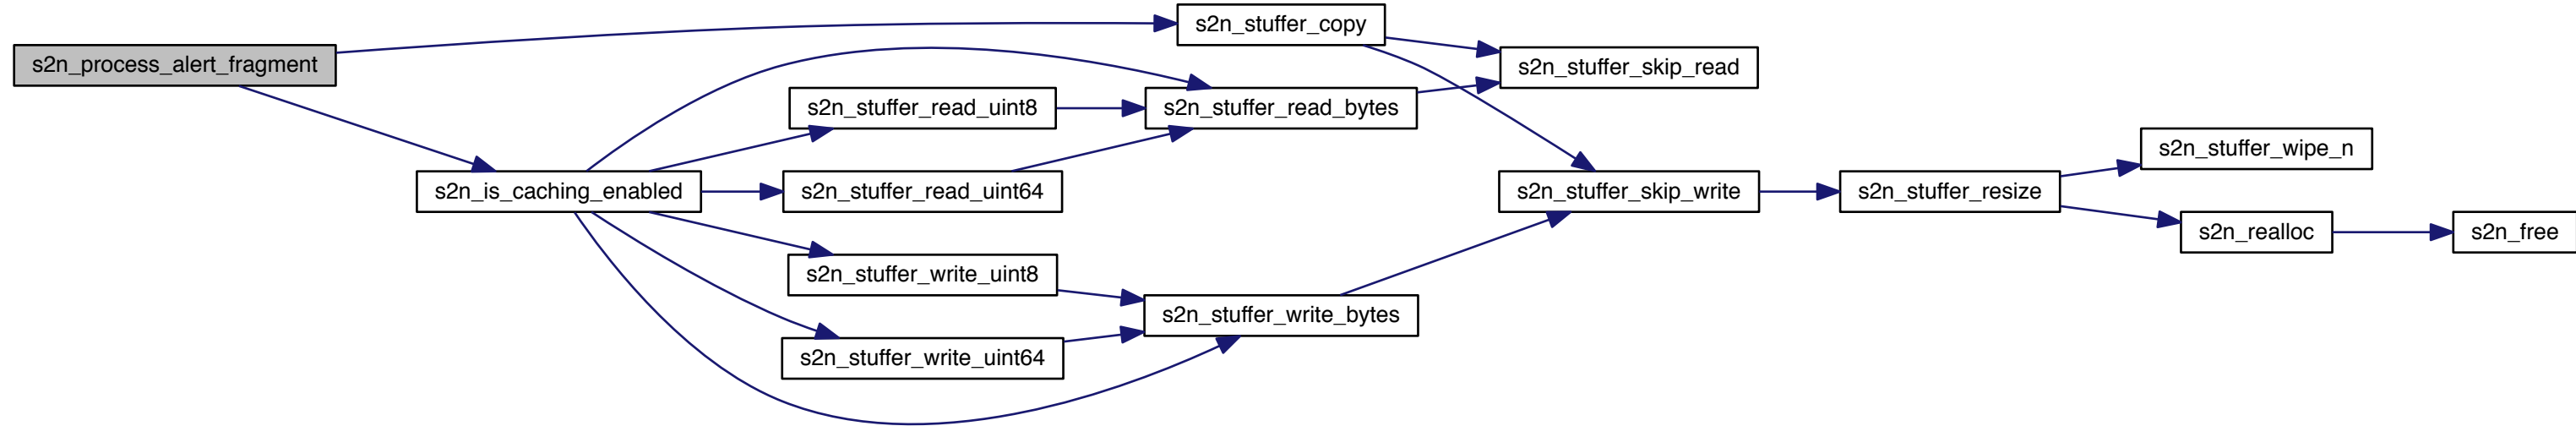 s2n_process_alert_fragment
s2n_stuffer_copy
s2n_stuffer_skip_read
s2n_stuffer_read_uint8
s2n_stuffer_read_bytes
s2n_stuffer_wipe_n
s2n_is_caching_enabled
s2n_stuffer_read_uint64
s2n_stuffer_skip_write
s2n_stuffer_resize
s2n_realloc
s2n_free
s2n_stuffer_write_uint8
s2n_stuffer_write_bytes
s2n_stuffer_write_uint64